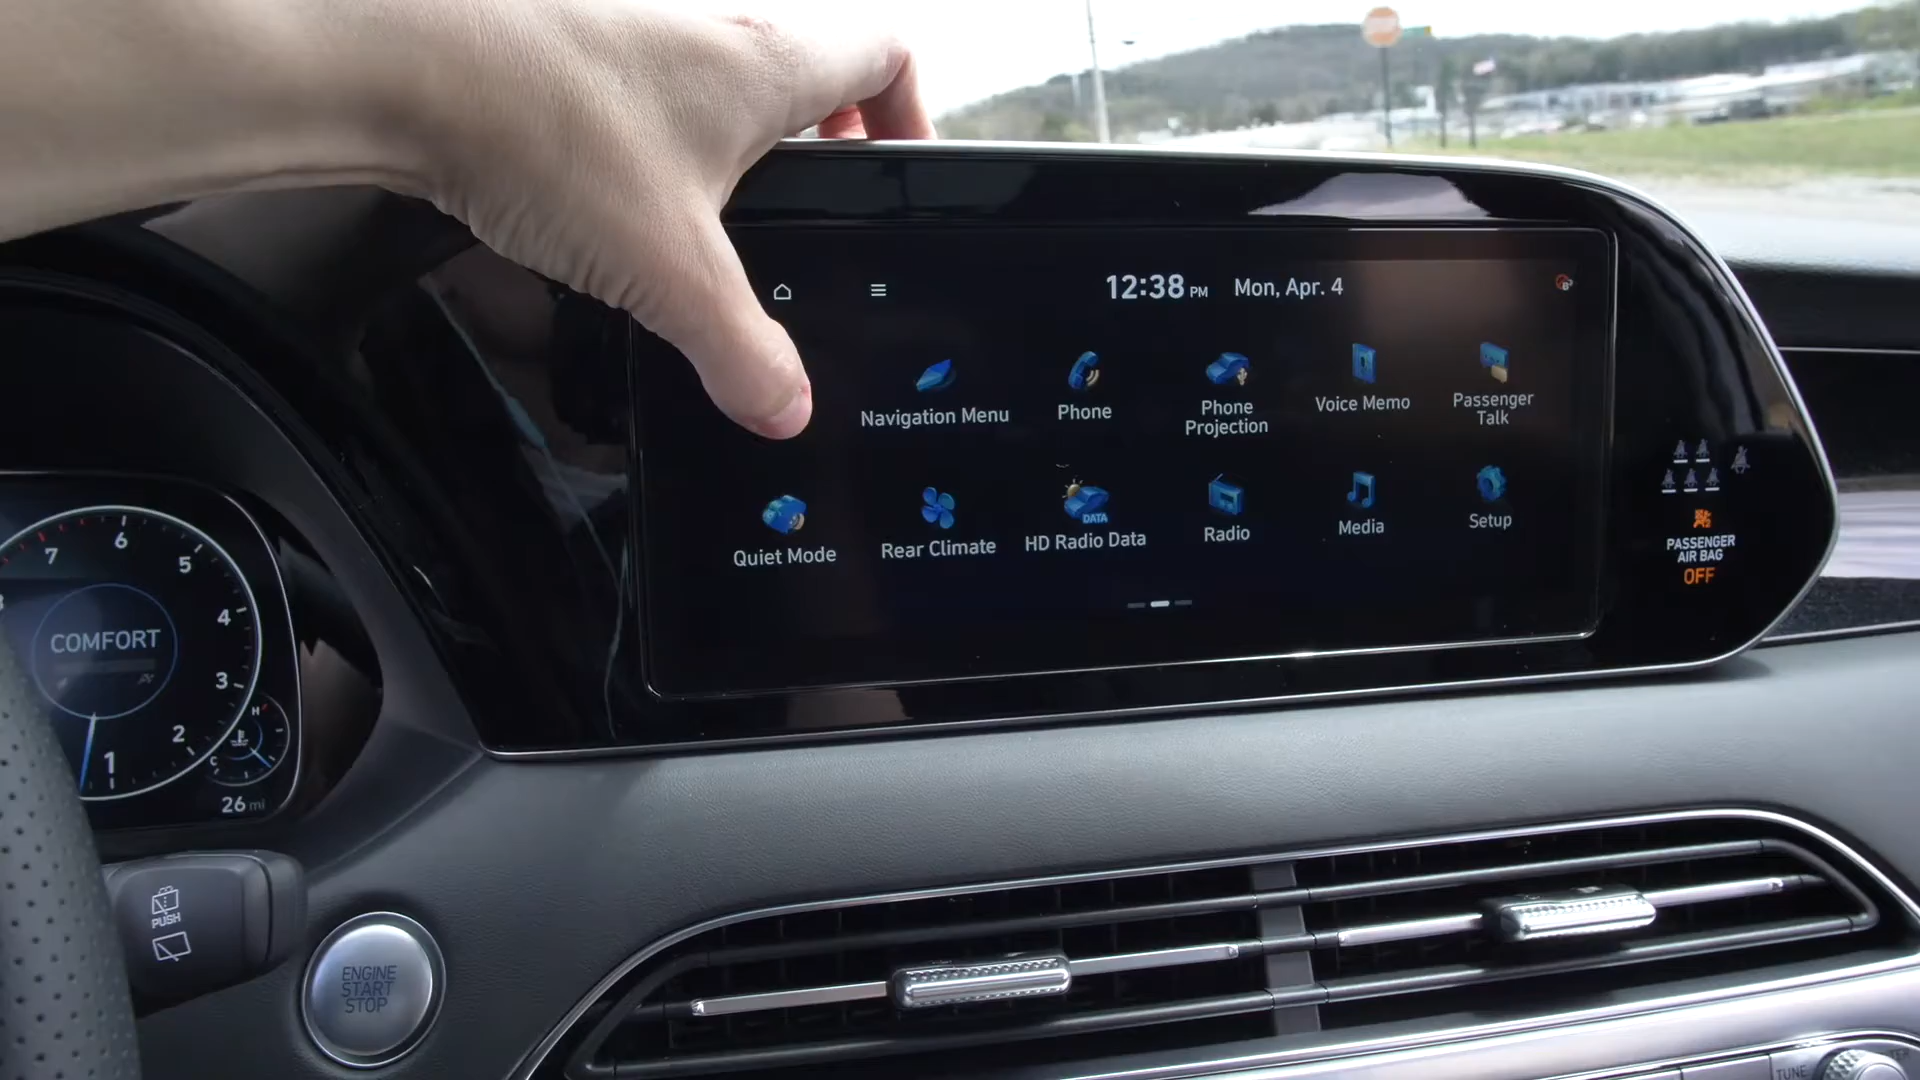 12:38 PM Mon, Apr. 4
Navigation Menu
Phone
Phone
Projection
Voice Memo
Passenger
Talk
Quiet Mode
Rear Climate
DATA
HD Radio Data
Radio
Media
Setup
PASSENGER
AIR BAG
OFF
7 6 5
4
3
2
1
COMFORT
H
C
26 mi
PUSH
ENGINE
START
STOP
TUNE